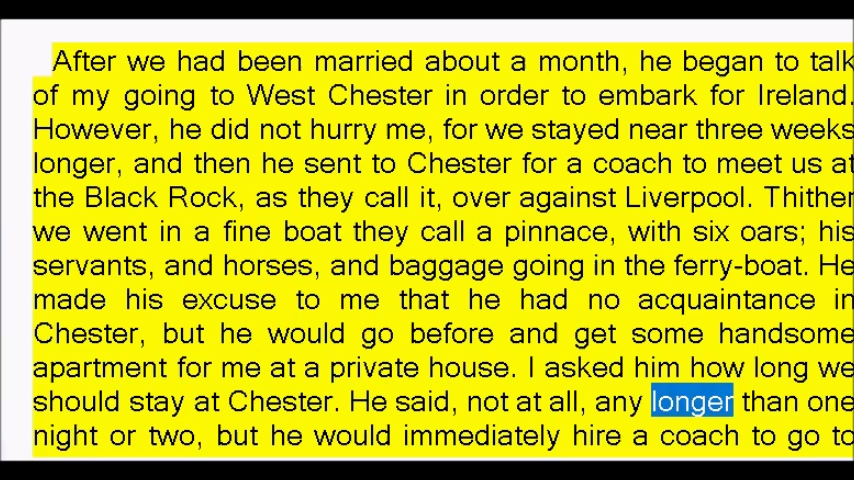 After we had been married about a month, he began to talk
of my going to West Chester in order to embark for Ireland.
However, he did not hurry me, for we stayed near three weeks
longer, and then he sent to Chester for a coach to meet us at
the Black Rock, as they call it, over against Liverpool. Thither
we went in a fine boat they call a pinnace, with six oars; his
servants, and horses, and baggage going in the ferry-boat. He
made his excuse to me that he had no acquaintance in
Chester, but he would go before and get some handsome
apartment for me at a private house. I asked him how long we
should stay at Chester. He said, not at all, any longer than one
night or two, but he would immediately hire a coach to go to